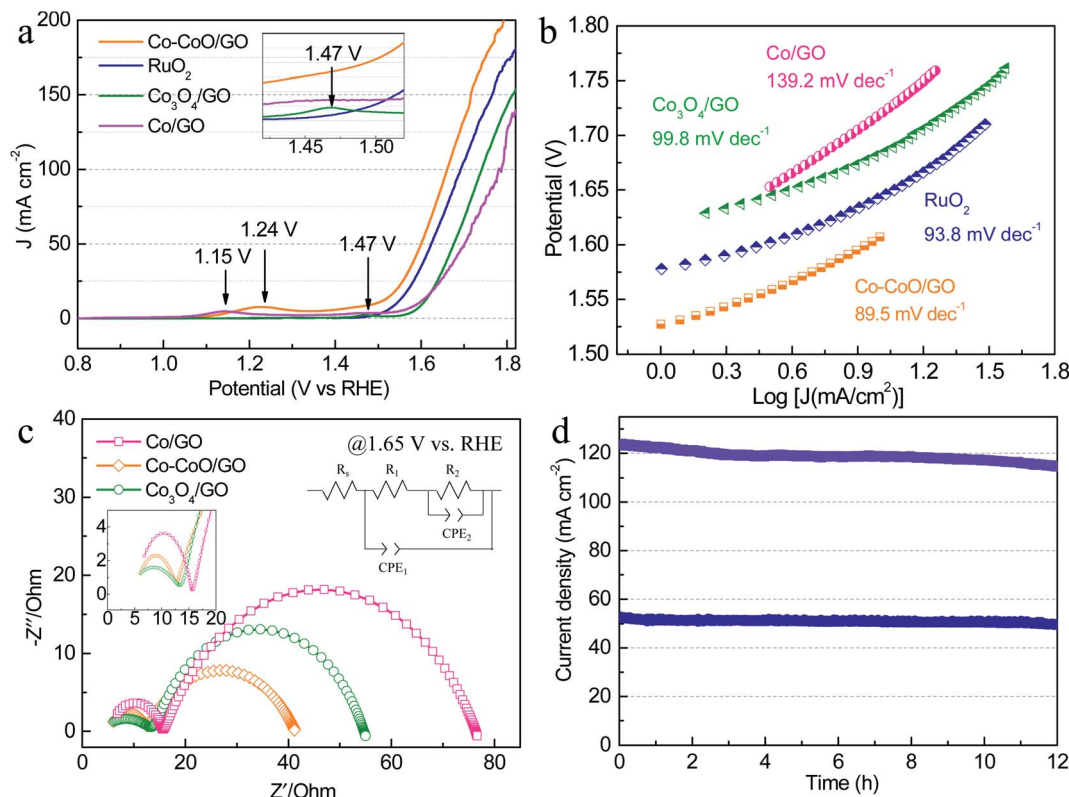 a
200
150
100
50
0
J (mA cm⁻²)
Co-CoO/GO
RuO₂
Co₃O₄/GO
Co/GO
1.47 V
1.45
1.50
1.15 V
1.24 V
1.47 V
0.8
1.0
1.2
1.4
1.6
1.8
Potential (V vs RHE)
b
1.80
1.75
1.70
1.65
1.60
1.55
1.50
Potential (V)
Co/GO
139.2 mV dec⁻¹
Co₃O₄/GO
99.8 mV dec⁻¹
RuO₂
93.8 mV dec⁻¹
Co-CoO/GO
89.5 mV dec⁻¹
0.0
0.3
0.6
0.9
1.2
1.5
1.8
Log [J(mA/cm²)]
c
-40
-30
-20
10
0
-Z″/Ohm
Co/GO
Co-CoO/GO
Co₃O₄/GO
@1.65 V vs. RHE
Rₛ
R₁
R₂
CPE₂
CPE₁
4
2
0
0
5
10
15
20
0
20
40
60
80
Z′/Ohm
d
120
100
80
60
40
20
0
Current density (mA cm⁻²)
0
2
4
6
8
10
12
Time (h)